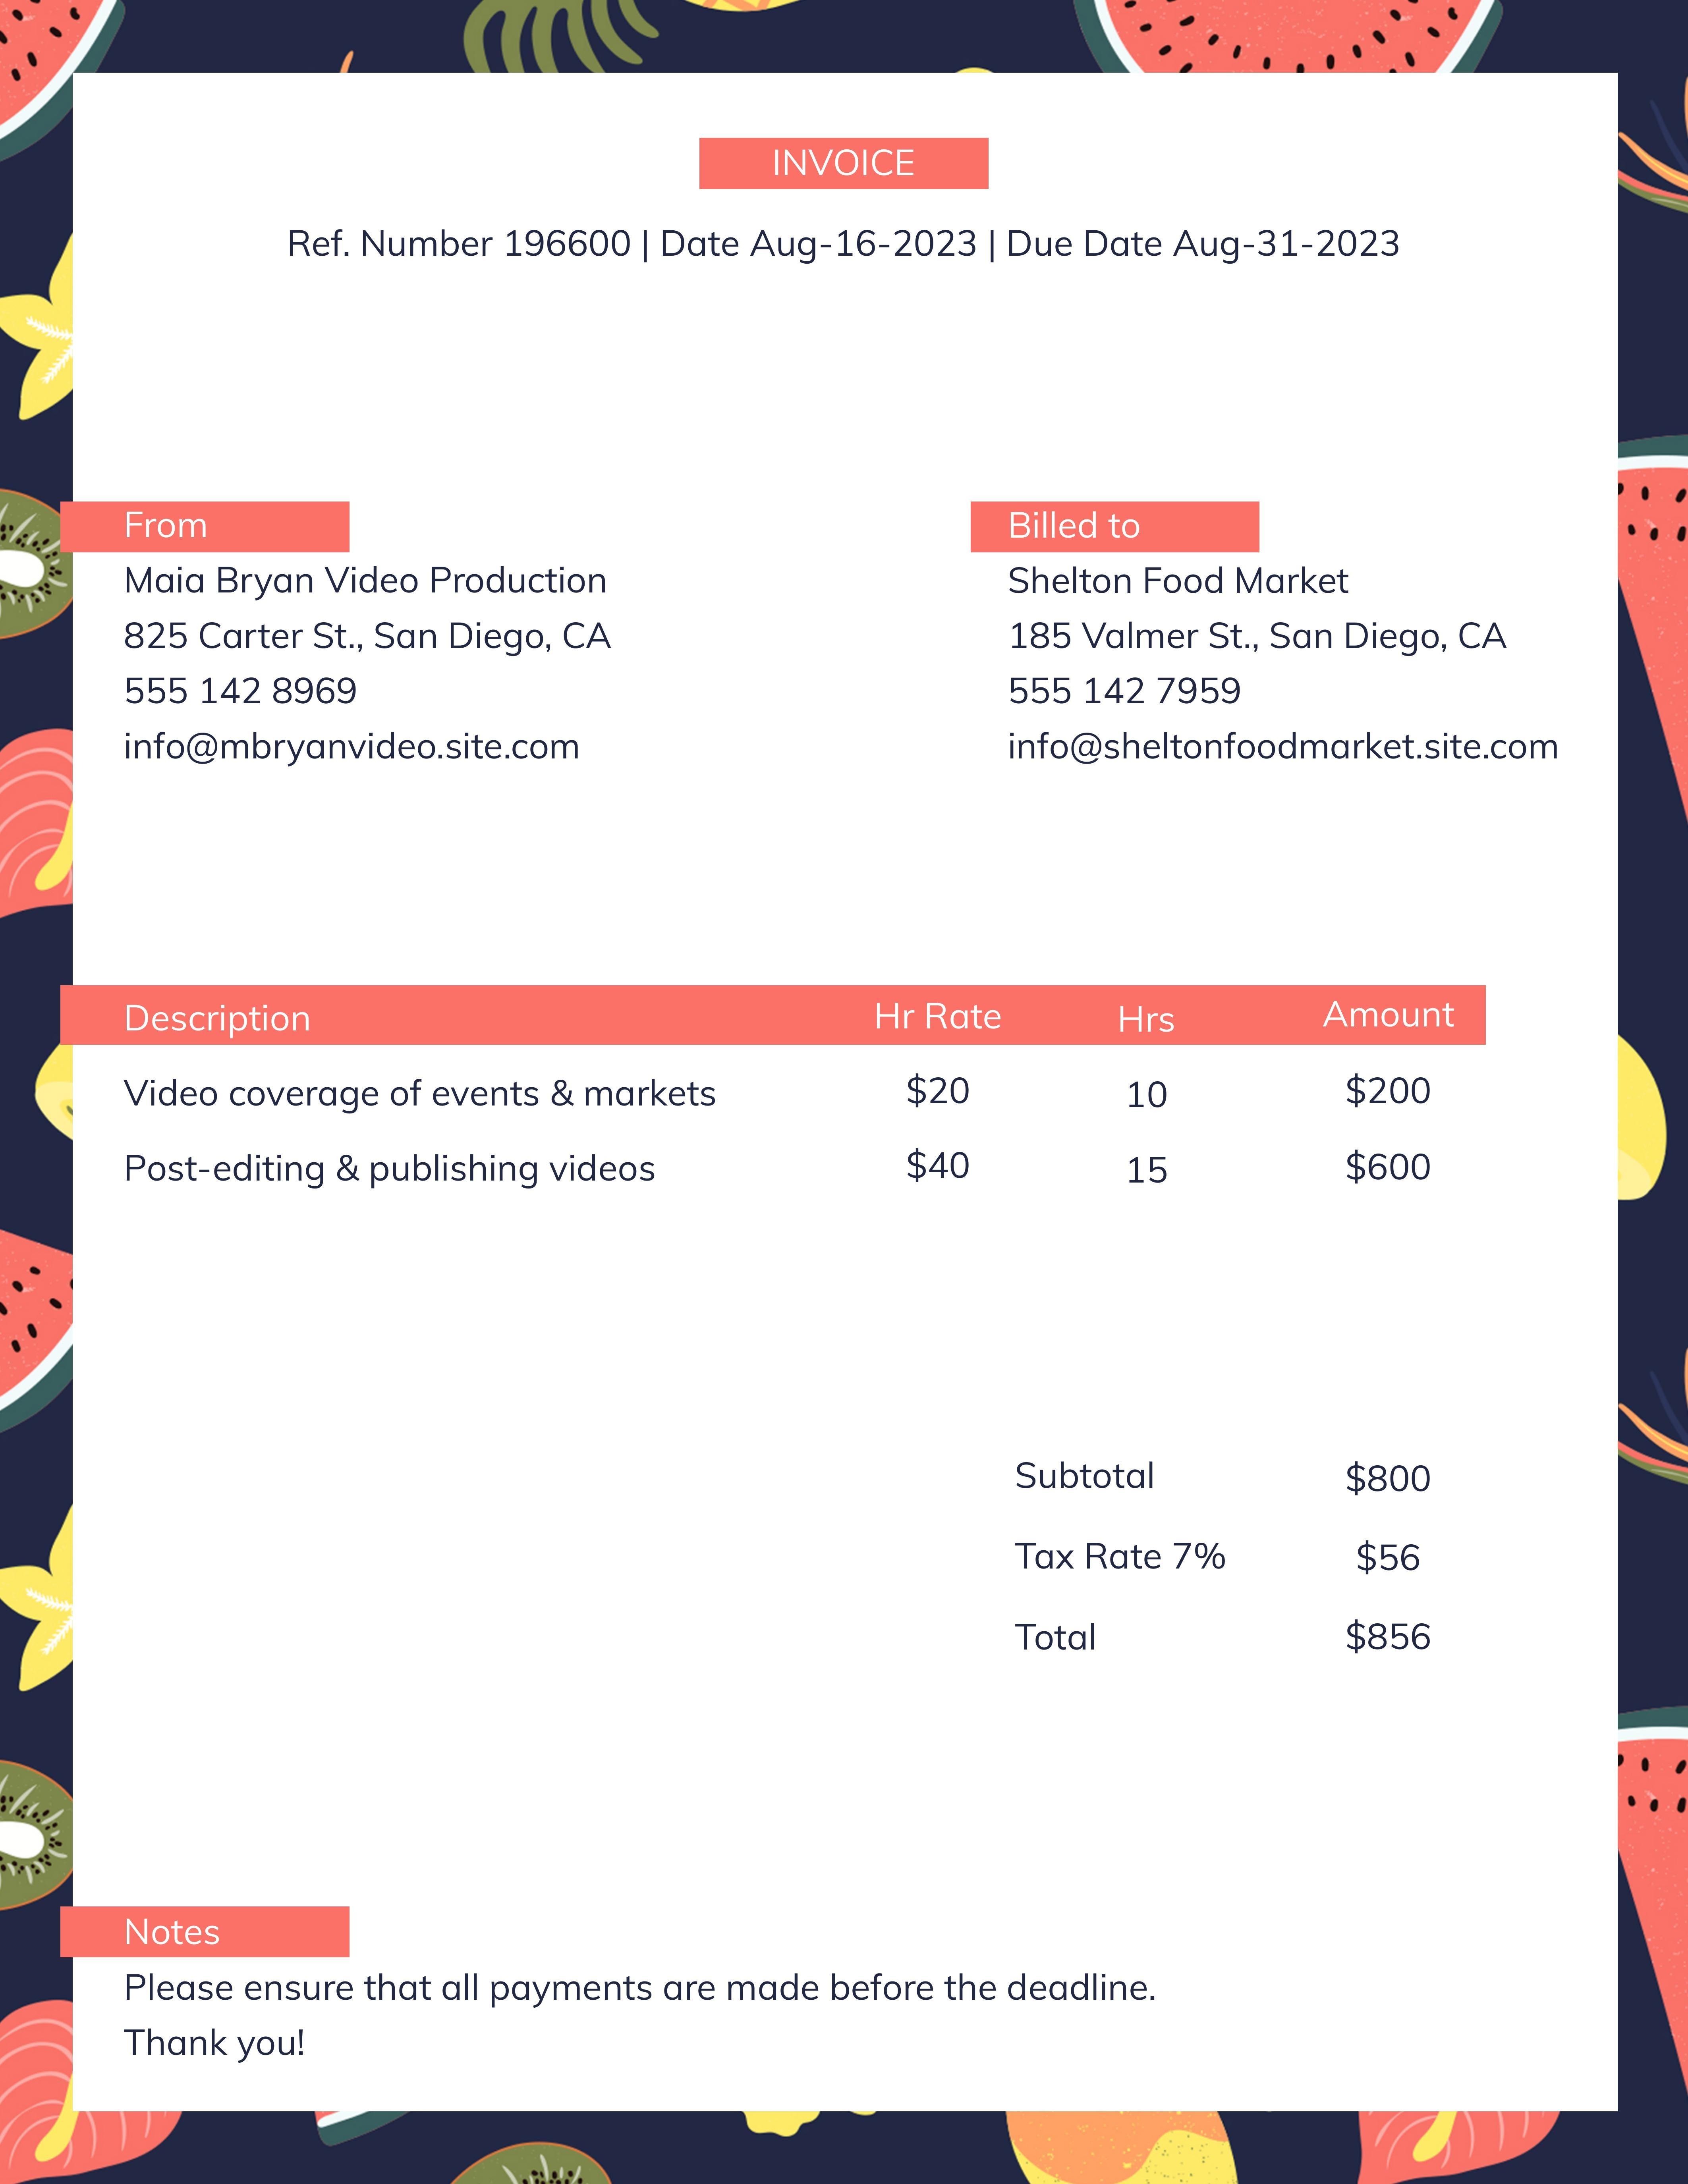 INVOICE
Ref. Number 196600 | Date Aug-16-2023 | Due Date Aug-31-2023
From
Maia Bryan Video Production
825 Carter St., San Diego, CA
555 142 8969
info@mbryanvideo.site.com
Billed to
Shelton Food Market
185 Valmer St., San Diego, CA
555 142 7959
info@sheltonfoodmarket.site.com
Description Hr Rate Hrs Amount
Video coverage of events & markets $20 10 $200
Post-editing & publishing videos $40 15 $600
Subtotal $800
Tax Rate 7% $56
Total $856
Notes
Please ensure that all payments are made before the deadline.
Thank you!